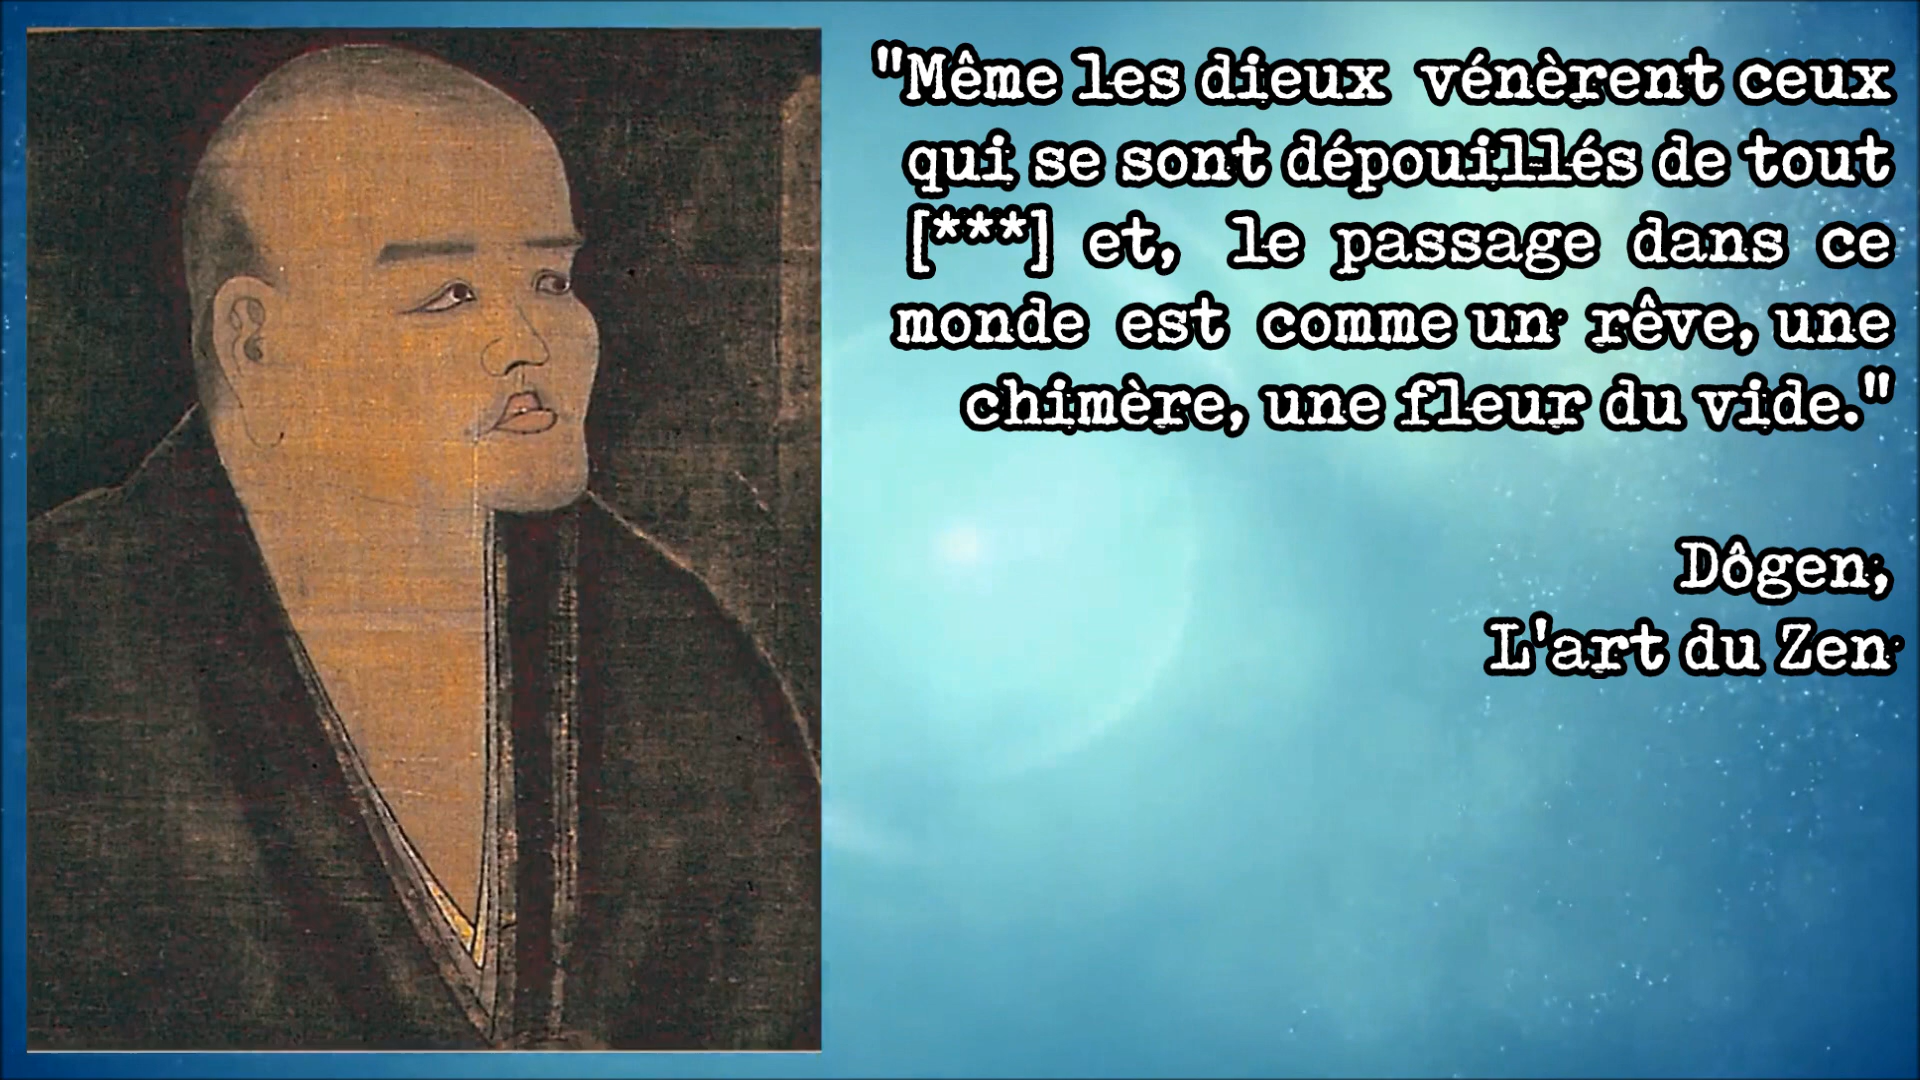 "Même les dieux vénèrent ceux
qui se sont dépouillés de tout
[***] et, le passage dans ce
monde est comme un rêve, une
chimère, une fleur du vide."
Dôgen,
L'art du Zen